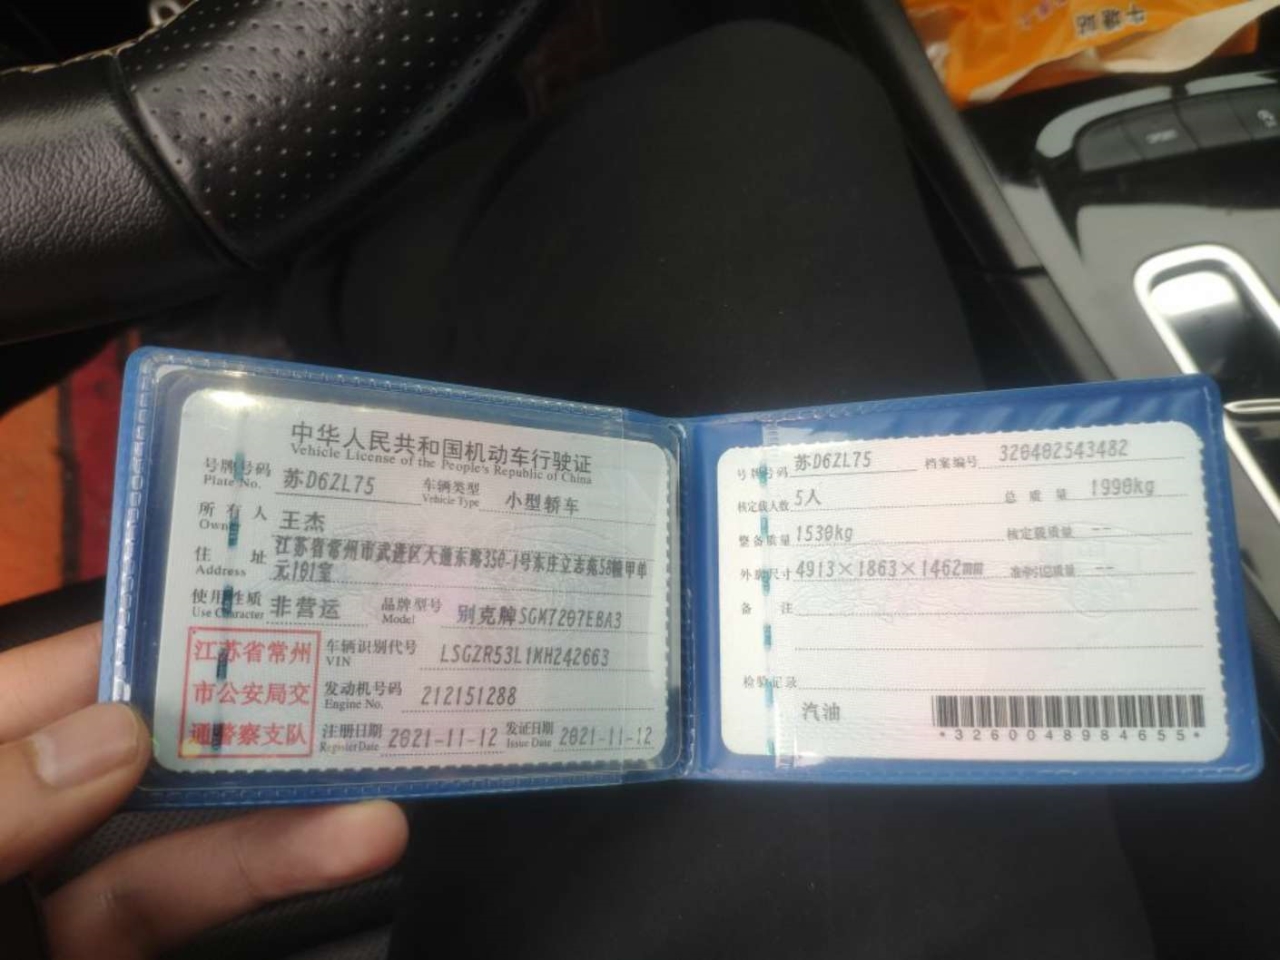 中华人民共和国机动车行驶证
Vehicle License of the People's Republic of China
号牌号码 苏D6ZL75 车辆类型 小型轿车
Plate No. Vehicle Type
所有人 王杰
Owner
住址 江苏省常州市武进区大通东路350-1号东庄立志苑58幢甲单
元101室
Address
使用性质 非营运 品牌型号 别克牌SGM7207EBA3
Use Character Model
江苏省常州
市公安局交
通警察支队
车辆识别代号 LSGZR53L1MH242663
VIN
发动机号码 212151288
Engine No.
注册日期 2021-11-12 发证日期 2021-11-12
Register Date Issue Date
号牌号码 苏D6ZL75 档案编号 320402543482
核定载人数 5人 总质量 1990kg
整备质量 1530kg 核定载质量 --
外廓尺寸 4913×1863×1462mm 准牵引总质量 --
备注
检验记录
汽油
*3260048984655*